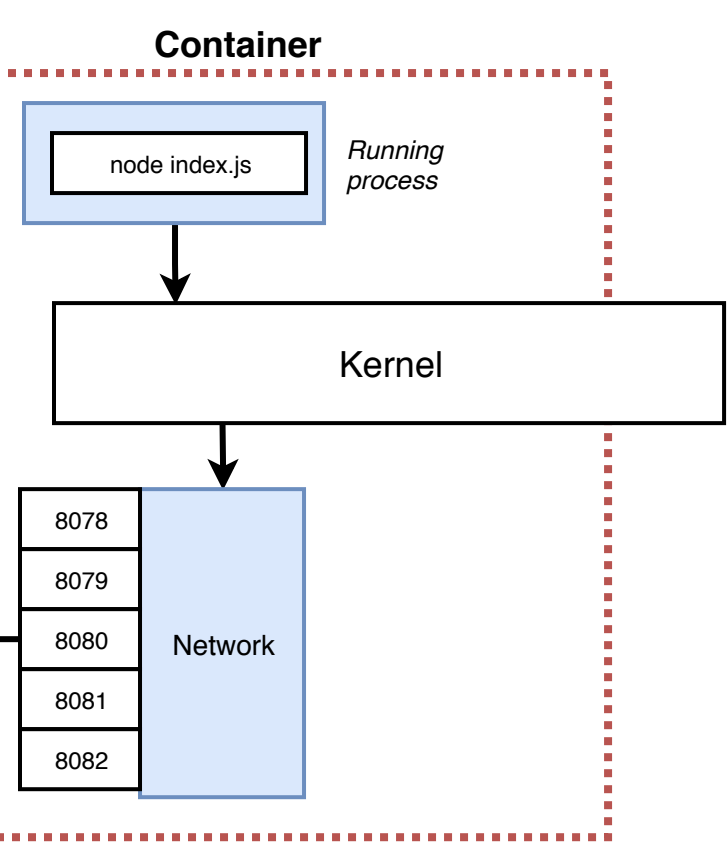 Container
node index.js
Running
process
Kernel
8078
8079
8080
8081
8082
Network